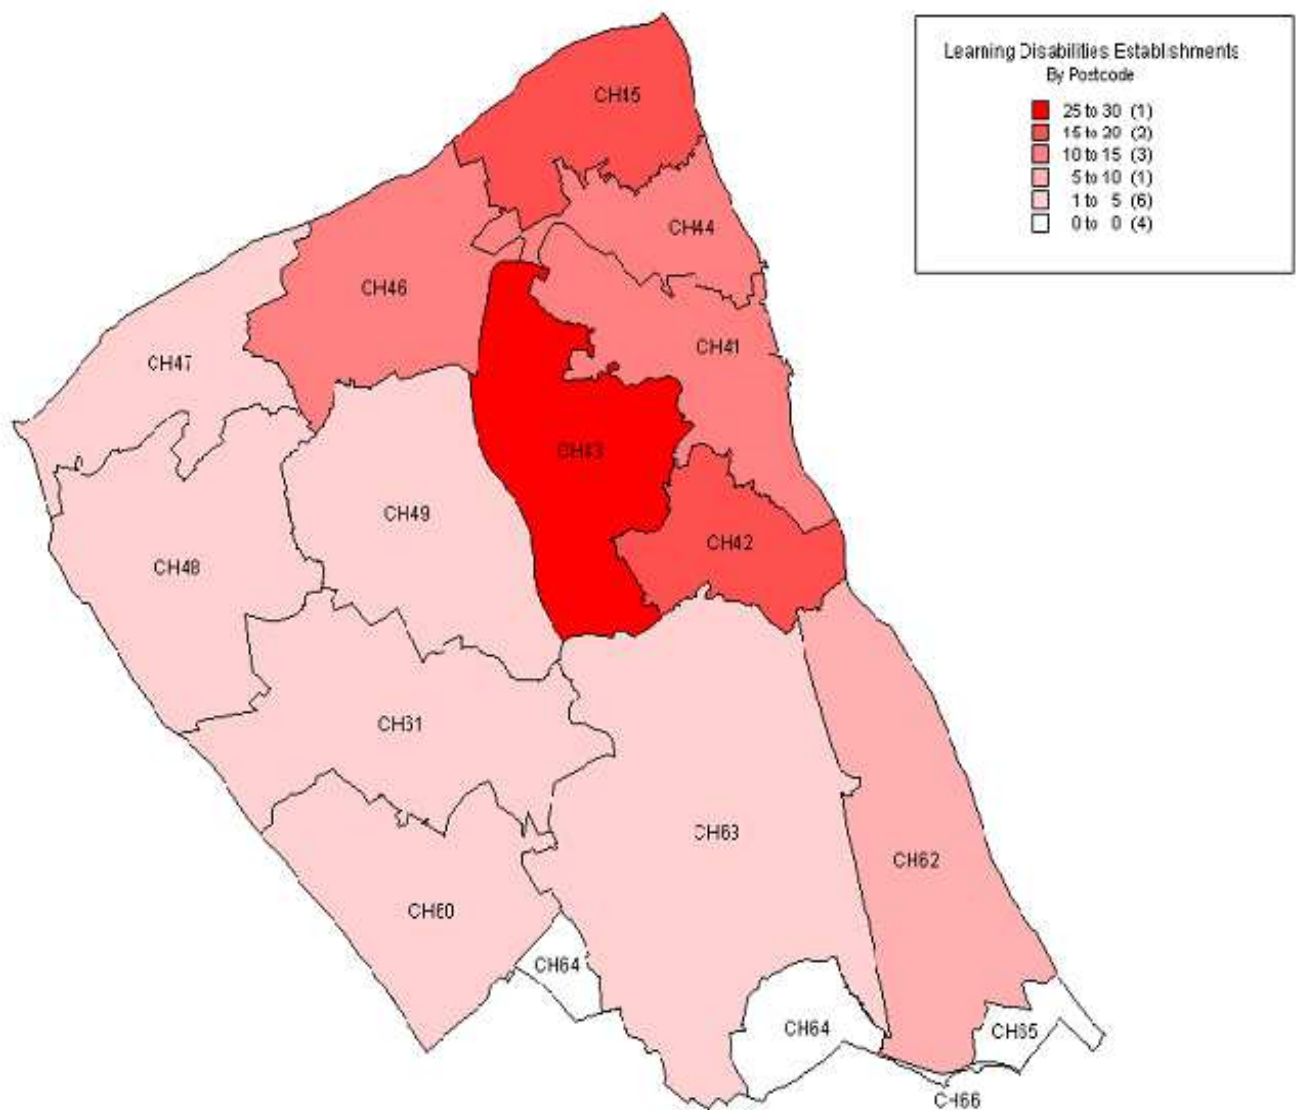 Learning Disabilities Establishments
By Postcode
25 to 30 (1)
15 to 20 (2)
10 to 15 (3)
5 to 10 (1)
1 to 5 (6)
0 to 0 (4)
CH45
CH44
CH46
CH41
CH47
CH43
CH49
CH42
CH48
CH61
CH63
CH62
CH60
CH64
CH64
CH65
CH66